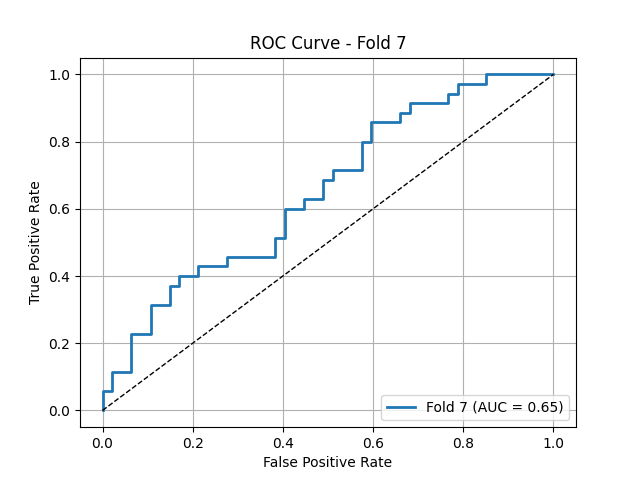 ROC Curve - Fold 7
1.0
0.8
0.6
0.4
0.2
0.0
True Positive Rate
Fold 7 (AUC = 0.65)
0.0 0.2 0.4 0.6 0.8 1.0
False Positive Rate